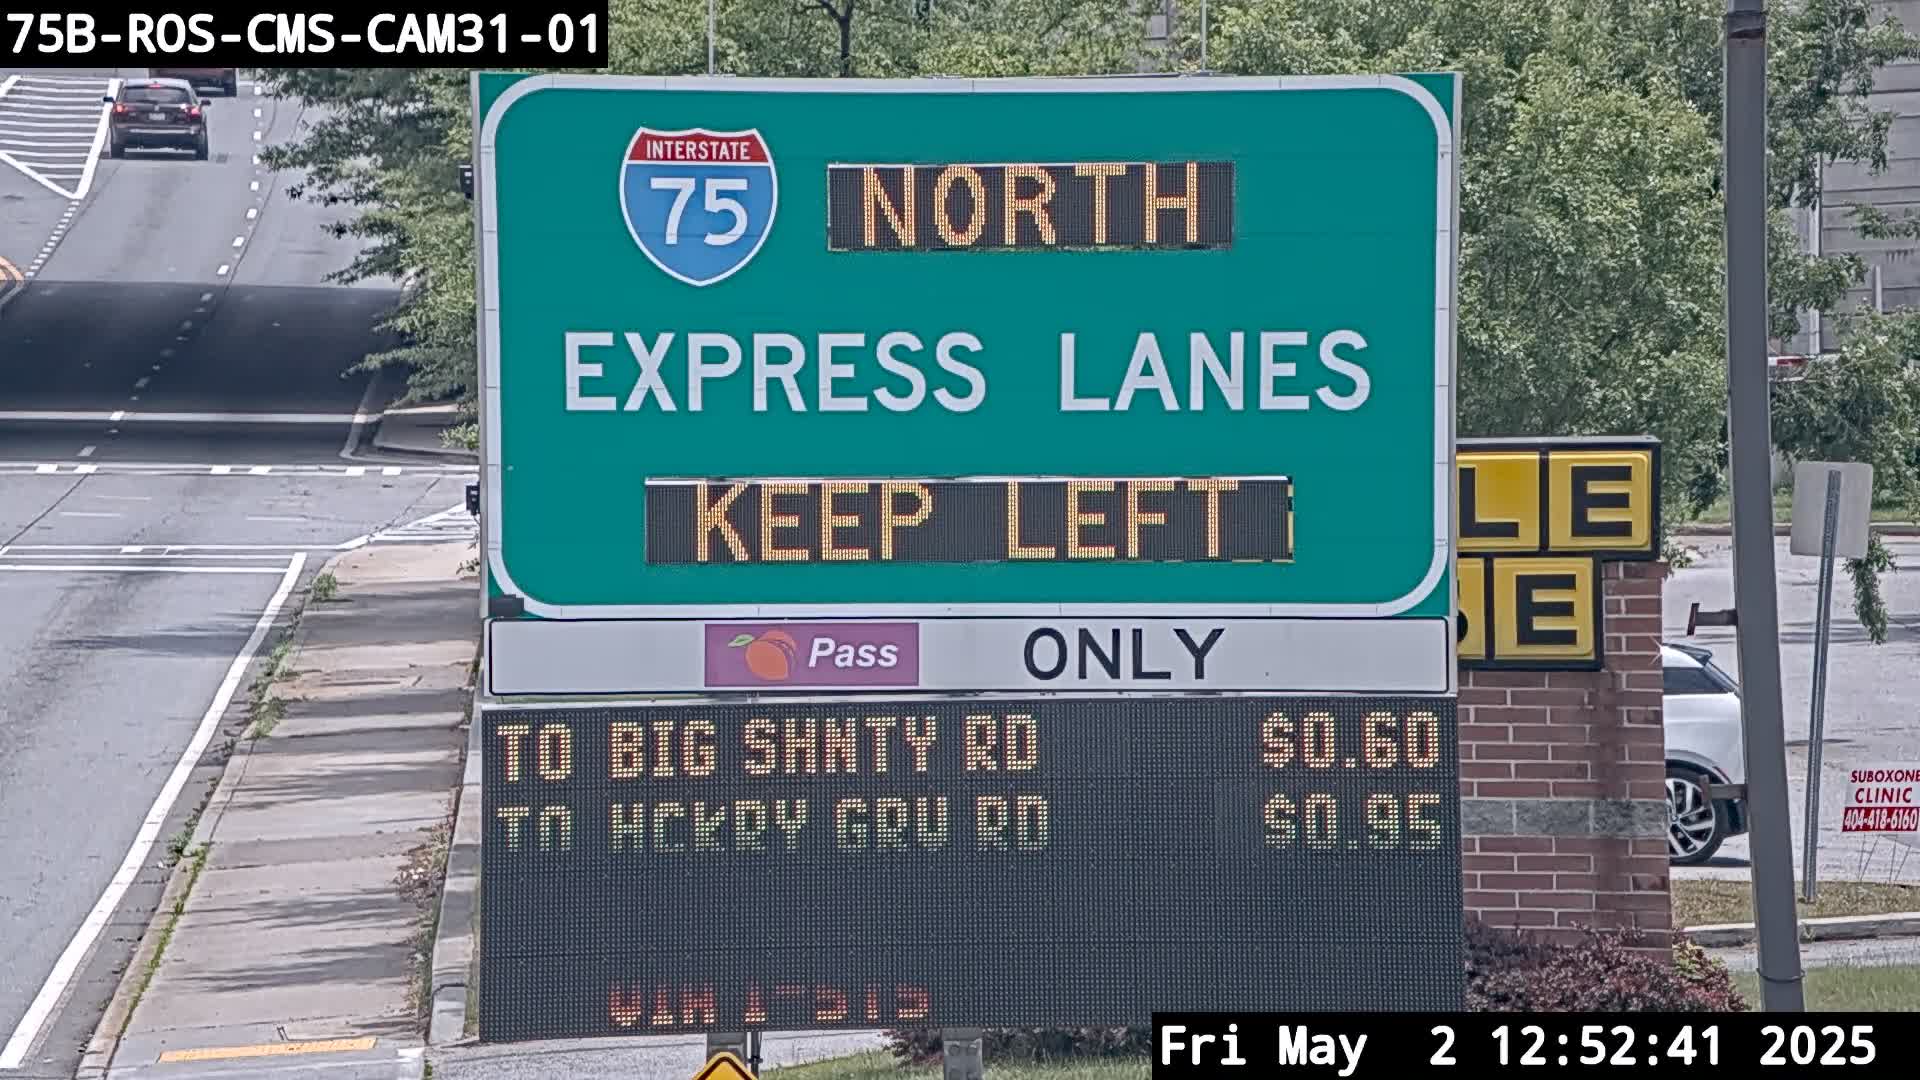 75B-ROS-CMS-CAM31-01
INTERSTATE
75
NORTH
EXPRESS LANES
KEEP LEFT
Pass ONLY
TO BIG SHNTY RD $0.60
TO HCKRY GRV RD $0.95
LE
E
SUBOXONE
CLINIC
404-418-6160
Fri May 2 12:52:41 2025